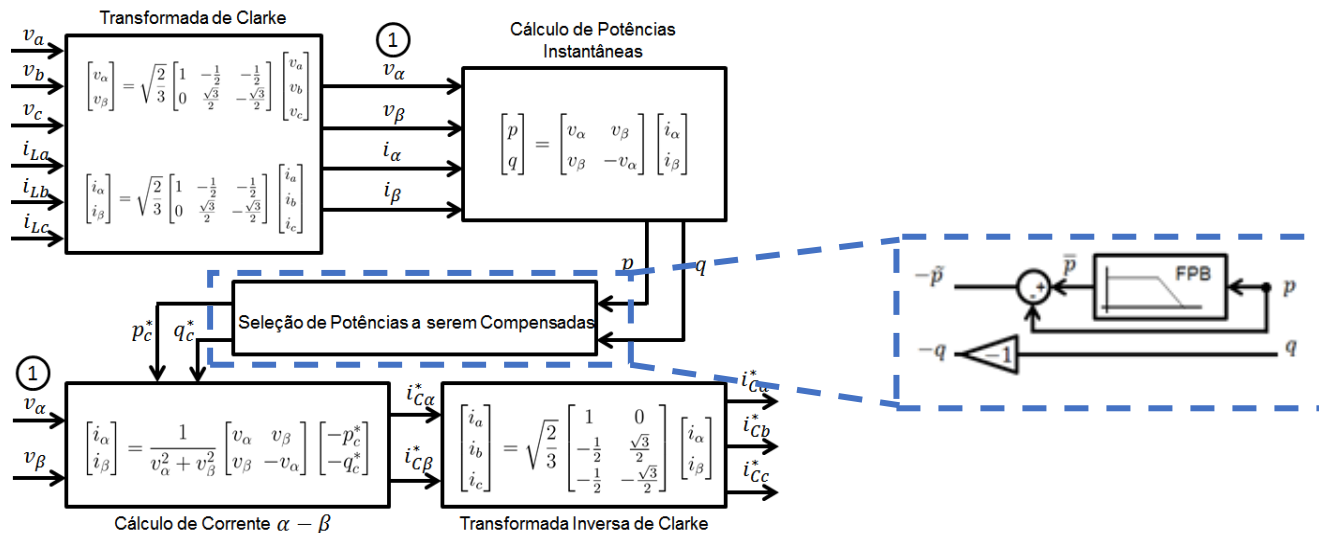 Transformada de Clarke
Cálculo de Potências
Instantâneas
1
v_a
v_b
v_c
i_La
i_Lb
i_Lc
[v_α v_β] = √(2/3) [1 -1/2 -1/2; 0 √3/2 -√3/2] [v_a v_b v_c]
[i_α i_β] = √(2/3) [1 -1/2 -1/2; 0 √3/2 -√3/2] [i_a i_b i_c]
v_α
v_β
i_α
i_β
[p q] = [v_α v_β; v_β -v_α] [i_α i_β]
p
q
Seleção de Potências a serem Compensadas
p_c^*
q_c^*
-p̃
+
-
p̄
FPB
p
-q
-1
q
1
v_α
v_β
[i_α i_β] = 1/(v_α^2 + v_β^2) [v_α v_β; v_β -v_α] [-p_c^* -q_c^*]
i_Cα^*
i_Cβ^*
[i_a i_b i_c] = √(2/3) [1 0; -1/2 √3/2; -1/2 -√3/2] [i_α i_β]
i_Ca^*
i_Cb^*
i_Cc^*
Cálculo de Corrente α − β
Transformada Inversa de Clarke